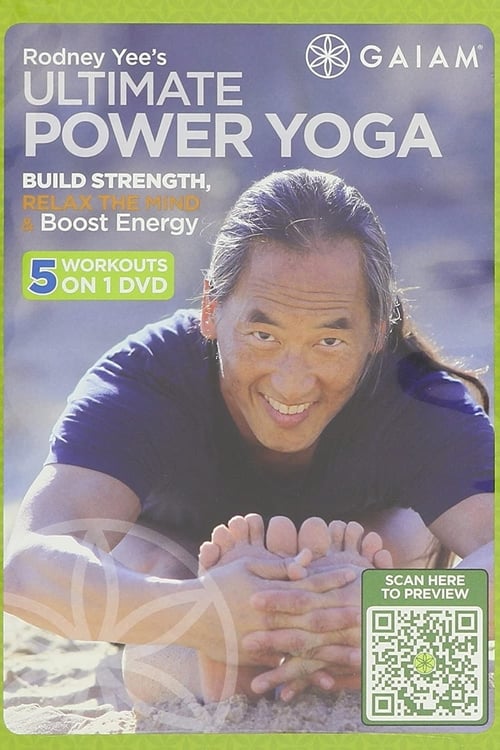 Rodney Yee's
ULTIMATE
POWER YOGA
GAIAM®
BUILD STRENGTH,
RELAX THE MIND
& Boost Energy
5 WORKOUTS
ON 1 DVD
SCAN HERE
TO PREVIEW